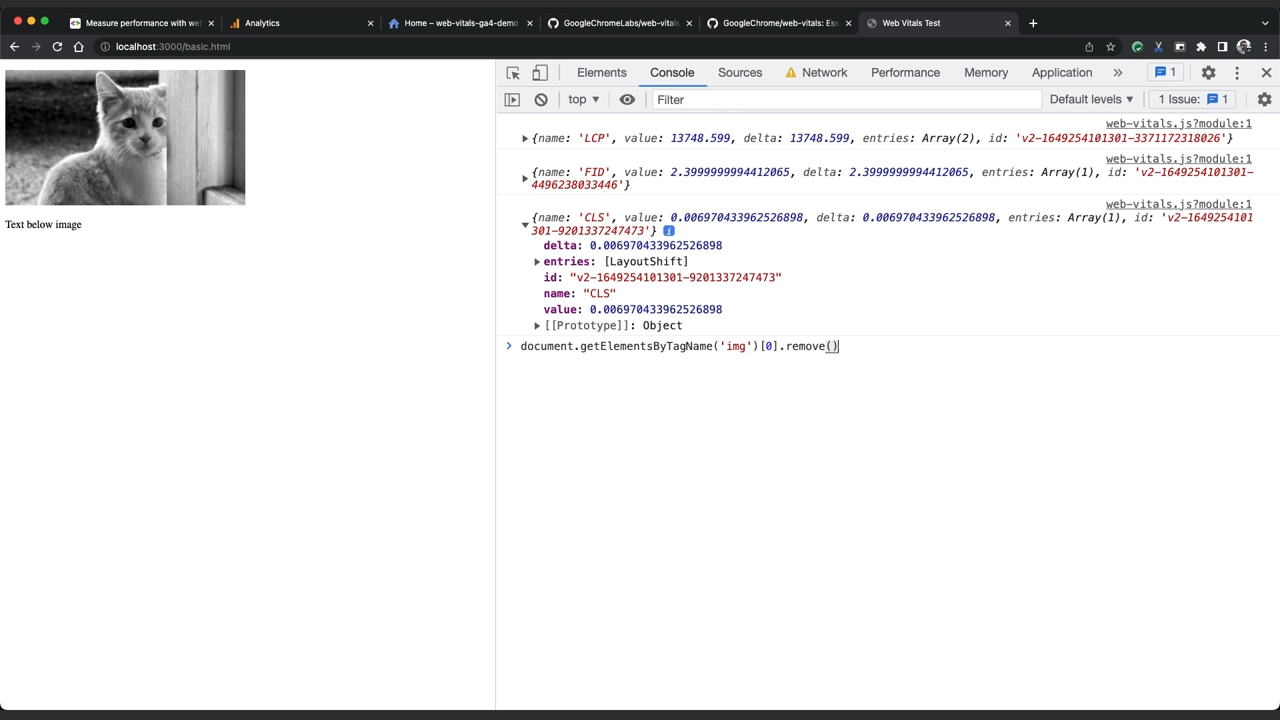 Measure performance with we
Analytics
Home – web-vitals-ga4-demo
GoogleChromeLabs/web-vitals
GoogleChrome/web-vitals: Ess
Web Vitals Test
localhost:3000/basic.html
Elements
Console
Sources
Network
Performance
Memory
Application
1
top
Filter
Default levels
1 Issue:
1
web-vitals.js?module:1
{name: 'LCP', value: 13748.599, delta: 13748.599, entries: Array(2), id: 'v2-1649254101301-3371172318026'}
web-vitals.js?module:1
{name: 'FID', value: 2.3999999994412065, delta: 2.3999999994412065, entries: Array(1), id: 'v2-1649254101301-
4496238033446'}
web-vitals.js?module:1
{name: 'CLS', value: 0.006970433962526898, delta: 0.006970433962526898, entries: Array(1), id: 'v2-1649254101
301-9201337247473'}
delta: 0.006970433962526898
entries: [LayoutShift]
id: "v2-1649254101301-9201337247473"
name: "CLS"
value: 0.006970433962526898
[[Prototype]]: Object
document.getElementsByTagName('img')[0].remove()
Text below image